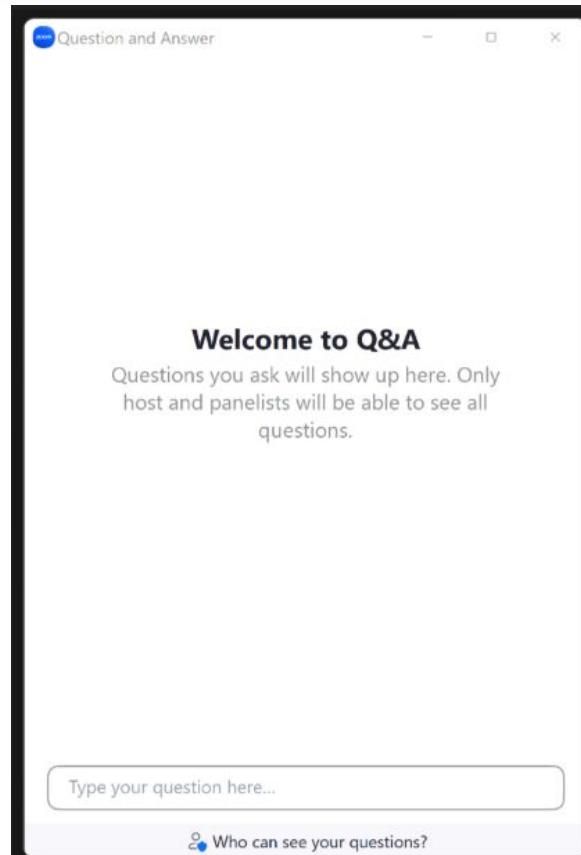 zoom Question and Answer
Welcome to Q&A
Questions you ask will show up here. Only
host and panelists will be able to see all
questions.
Type your question here...
Who can see your questions?